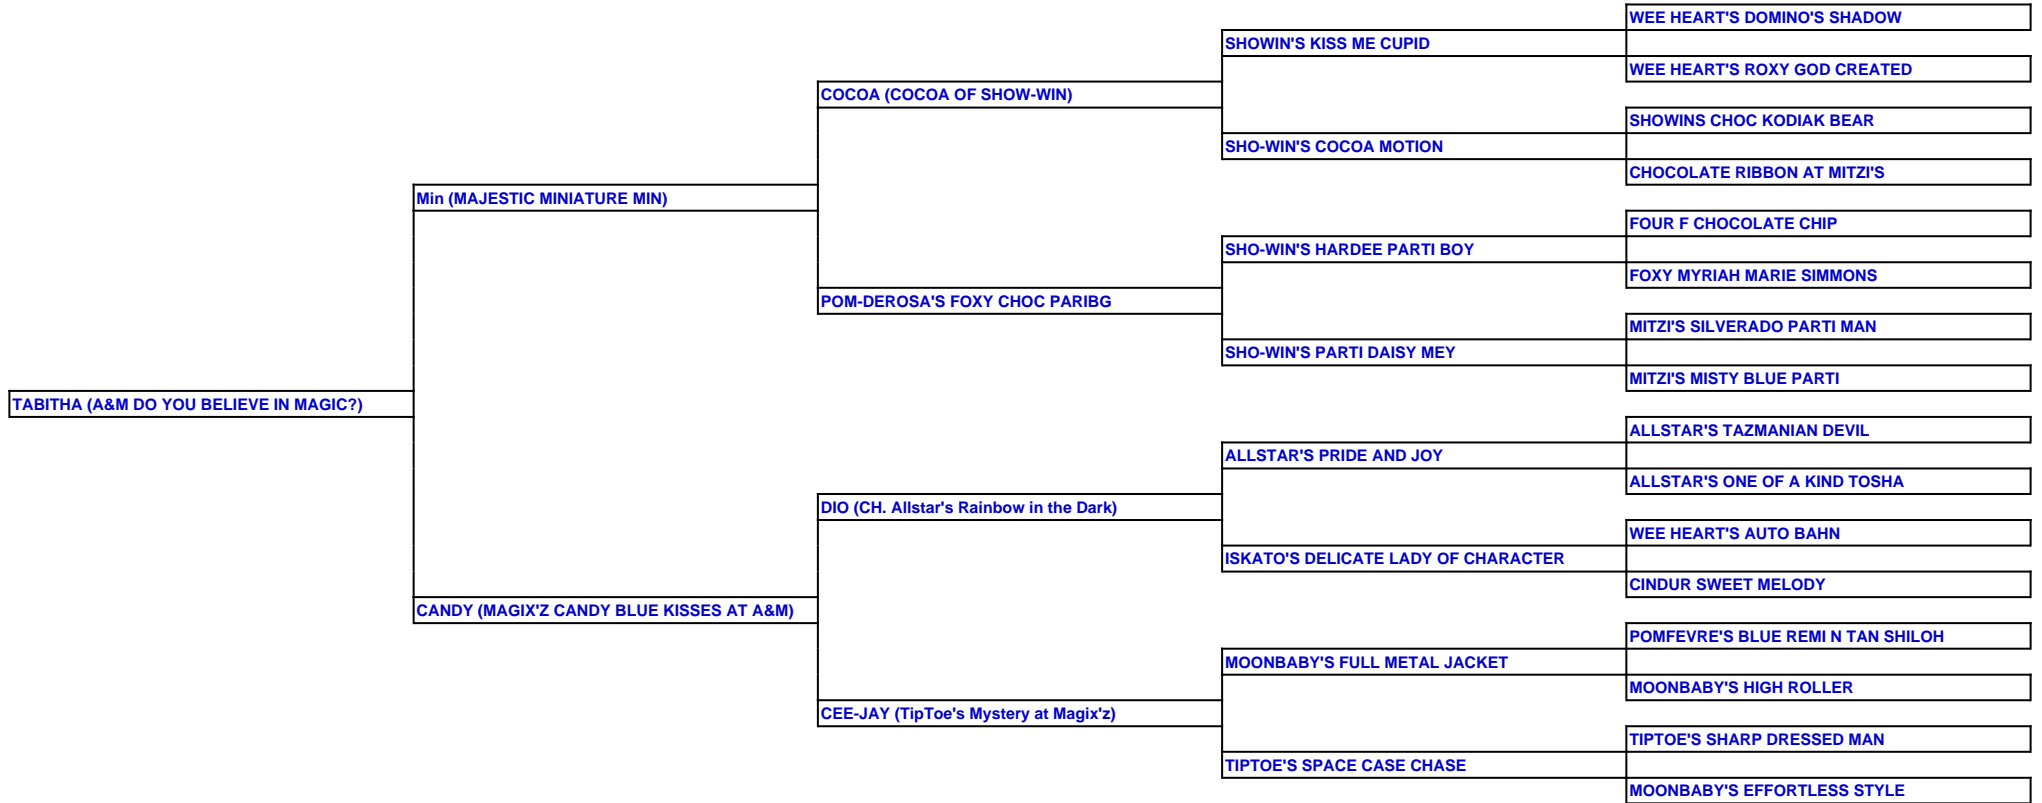 WEE HEART'S DOMINO'S SHADOW
SHOWIN'S KISS ME CUPID
WEE HEART'S ROXY GOD CREATED
COCOA (COCOA OF SHOW-WIN)
SHOWINS CHOC KODIAK BEAR
SHO-WIN'S COCOA MOTION
CHOCOLATE RIBBON AT MITZI'S
Min (MAJESTIC MINIATURE MIN)
FOUR F CHOCOLATE CHIP
SHO-WIN'S HARDEE PARTI BOY
FOXY MYRIAH MARIE SIMMONS
POM-DEROSA'S FOXY CHOC PARIBG
MITZI'S SILVERADO PARTI MAN
SHO-WIN'S PARTI DAISY MEY
MITZI'S MISTY BLUE PARTI
TABITHA (A&M DO YOU BELIEVE IN MAGIC?)
ALLSTAR'S TAZMANIAN DEVIL
ALLSTAR'S PRIDE AND JOY
ALLSTAR'S ONE OF A KIND TOSHA
DIO (CH. Allstar's Rainbow in the Dark)
WEE HEART'S AUTO BAHN
ISKATO'S DELICATE LADY OF CHARACTER
CINDUR SWEET MELODY
CANDY (MAGIX'Z CANDY BLUE KISSES AT A&M)
POMFEVRE'S BLUE REMI N TAN SHILOH
MOONBABY'S FULL METAL JACKET
MOONBABY'S HIGH ROLLER
CEE-JAY (TipToe's Mystery at Magix'z)
TIPTOE'S SHARP DRESSED MAN
TIPTOE'S SPACE CASE CHASE
MOONBABY'S EFFORTLESS STYLE